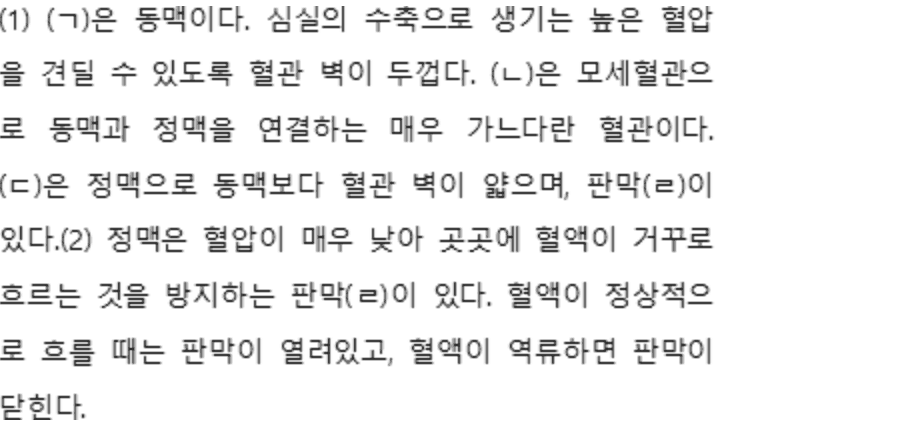 (1) (ㄱ)은 동맥이다. 심실의 수축으로 생기는 높은 혈압
을 견딜 수 있도록 혈관 벽이 두껍다. (ㄴ)은 모세혈관으
로 동맥과 정맥을 연결하는 매우 가느다란 혈관이다.
(ㄷ)은 정맥으로 동맥보다 혈관 벽이 얇으며, 판막(ㄹ)이
있다.(2) 정맥은 혈압이 매우 낮아 곳곳에 혈액이 거꾸로
흐르는 것을 방지하는 판막(ㄹ)이 있다. 혈액이 정상적으
로 흐를 때는 판막이 열려있고, 혈액이 역류하면 판막이
닫힌다.